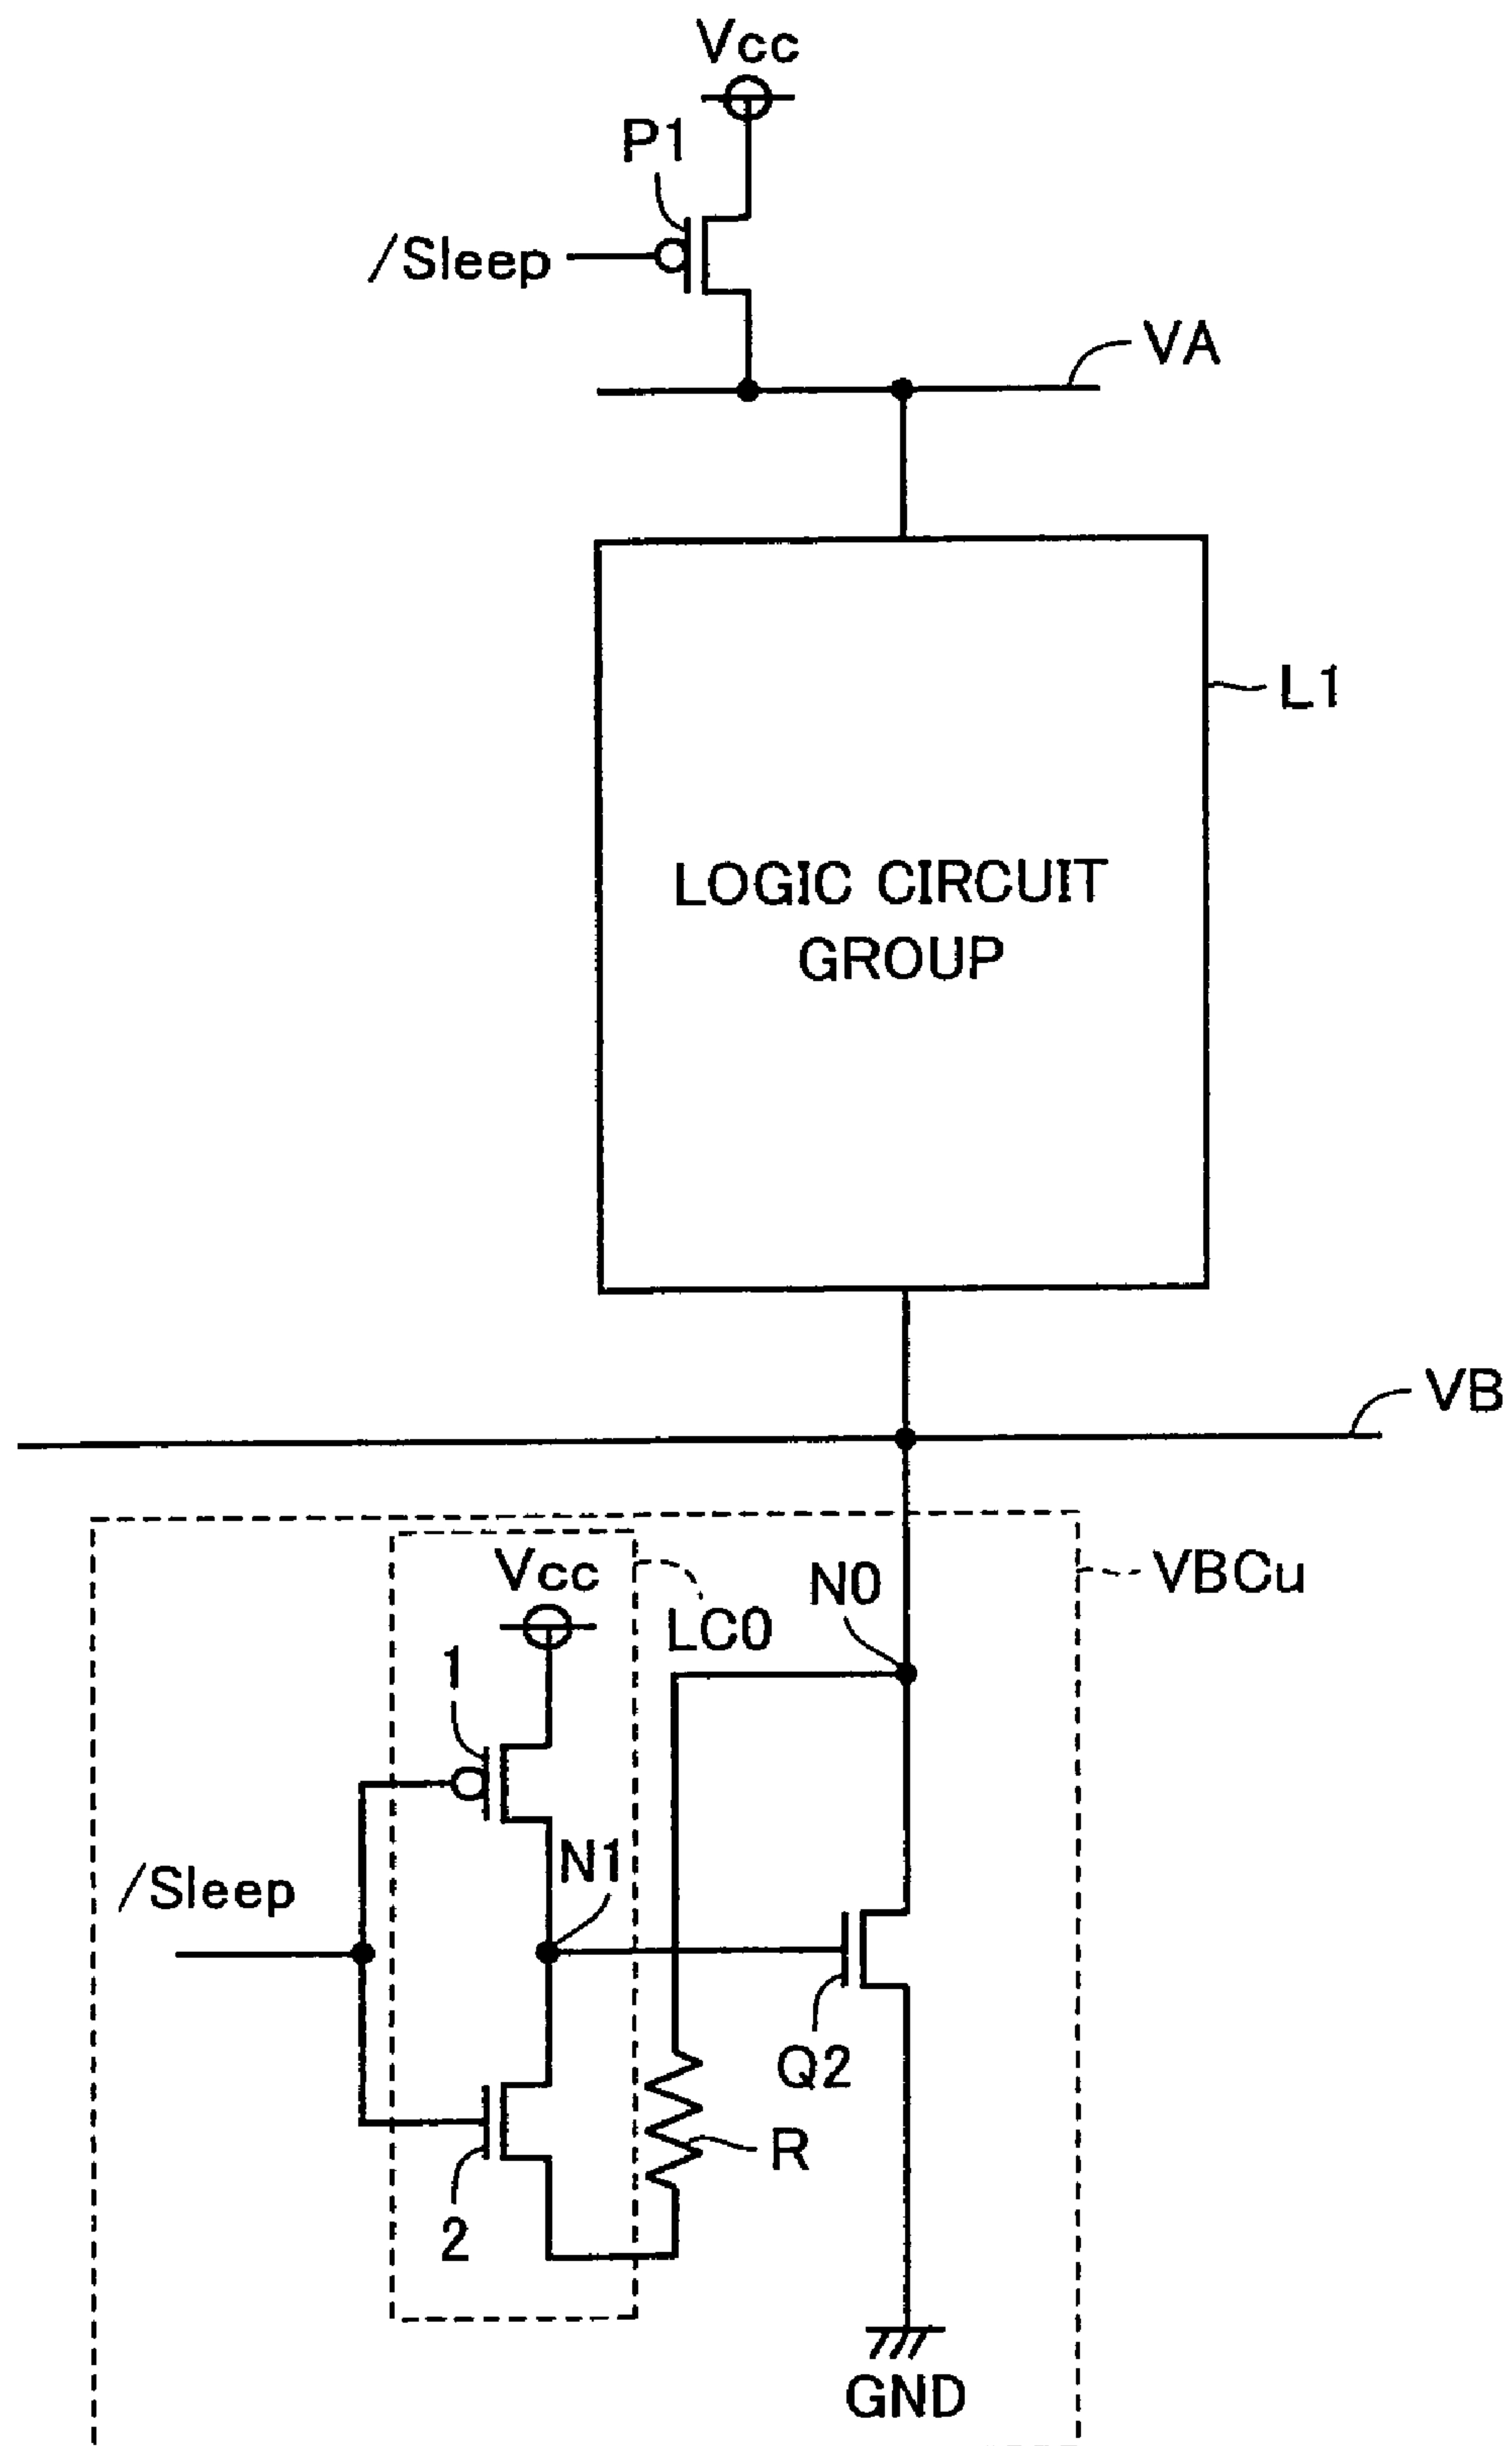 Vcc
P1
/Sleep
VA
L1
LOGIC CIRCUIT
GROUP
VB
Vcc
N0
VBCu
LC0
1
N1
/Sleep
Q2
R
2
GND